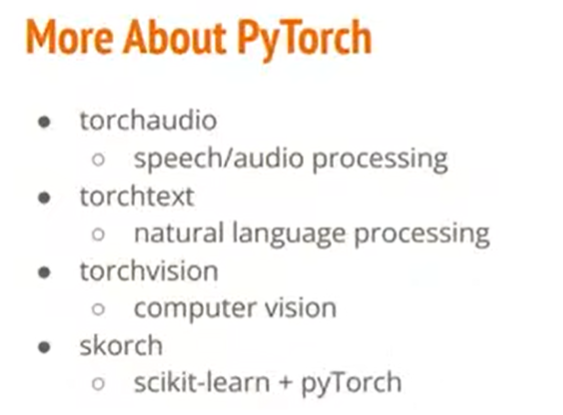 More About PyTorch
● torchaudio
○ speech/audio processing
● torchtext
○ natural language processing
● torchvision
○ computer vision
● skorch
○ scikit-learn + pyTorch